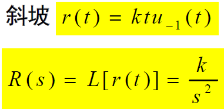 斜坡 r(t) = ktu₋₁(t)
R(s) = L[r(t)] = k/s²